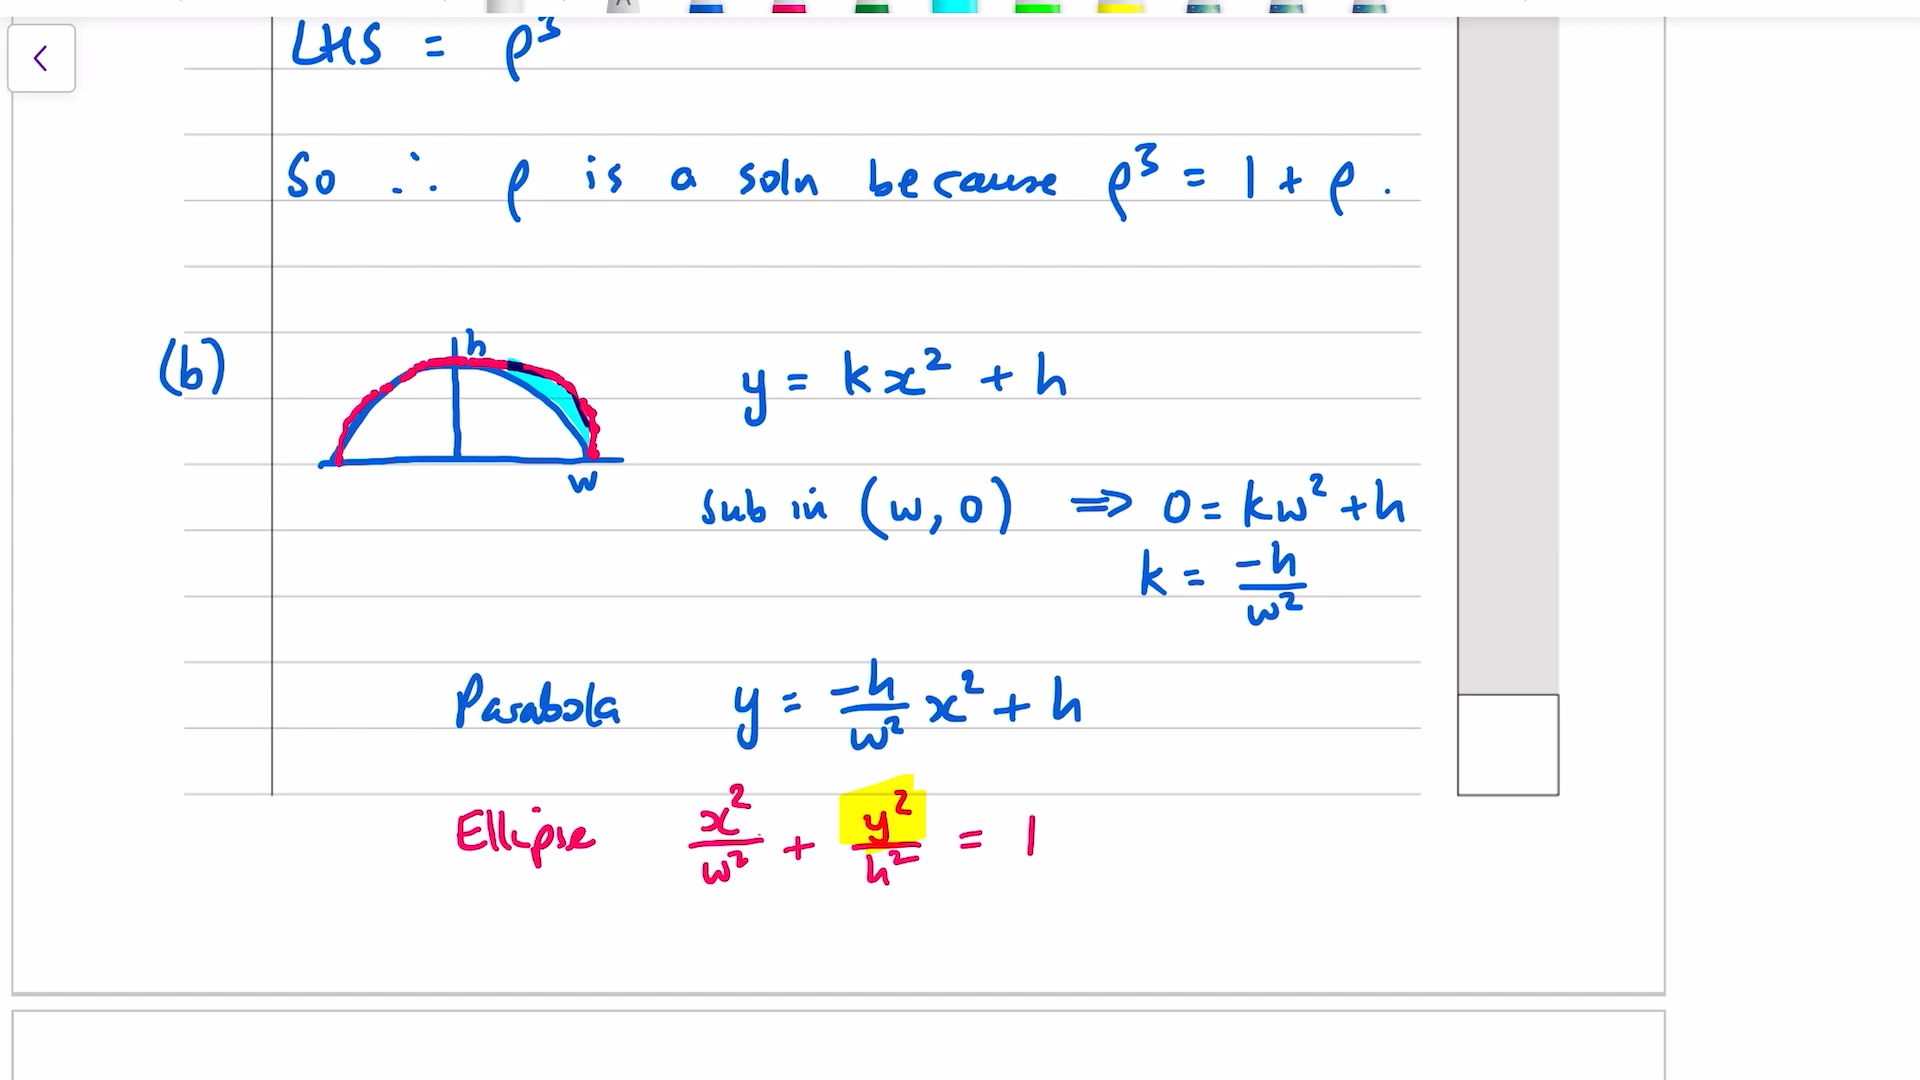 LHS = ρ³
So ∴ ρ is a soln because ρ³ = 1 + ρ.
(b)
h
w
y = kx² + h
sub in (w, 0) ⇒ 0 = kw² + h
k = -h/w²
Parabola y = -h/w² x² + h
Ellipse x²/w² + y²/h² = 1